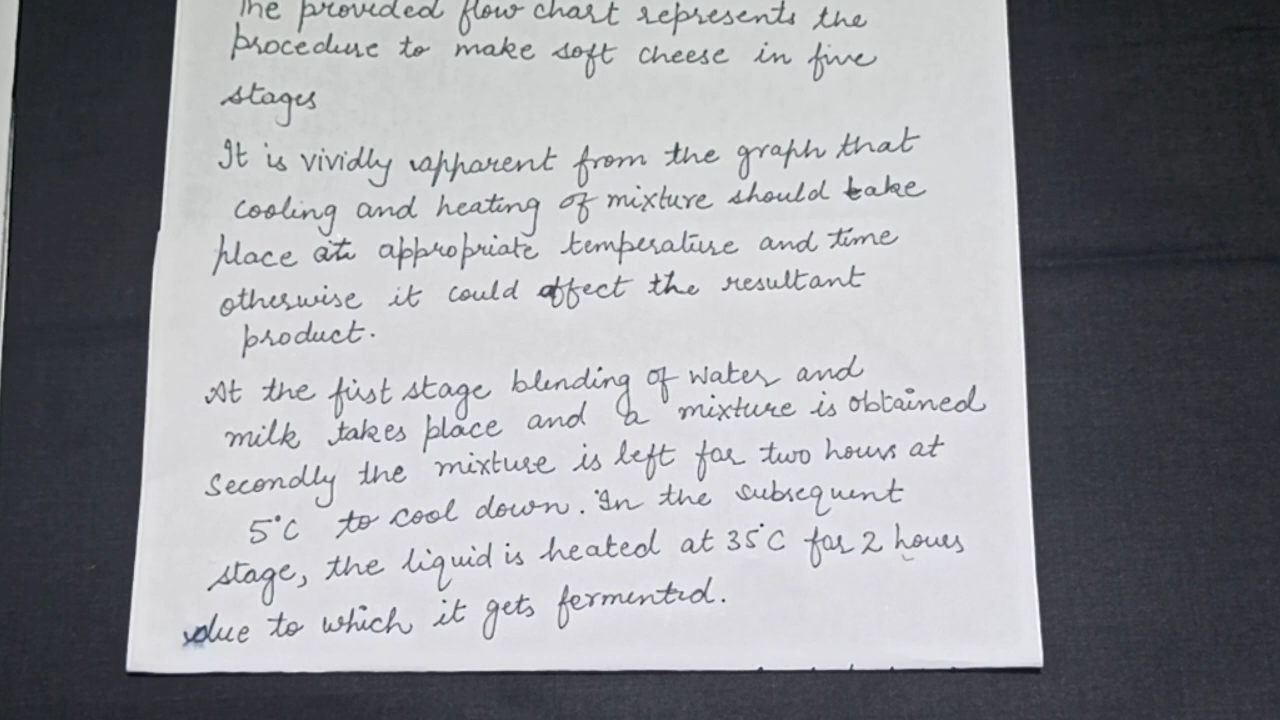 The provided flow chart represents the
procedure to make soft cheese in five
stages
It is vividly apparent from the graph that
cooling and heating of mixture should take
place at appropriate temperature and time
otherwise it could affect the resultant
product.
At the first stage blending of water and
milk takes place and a mixture is obtained
Secondly the mixture is left for two hours at
5°C to cool down. In the subsequent
stage, the liquid is heated at 35°C for 2 hours
due to which it gets fermented.